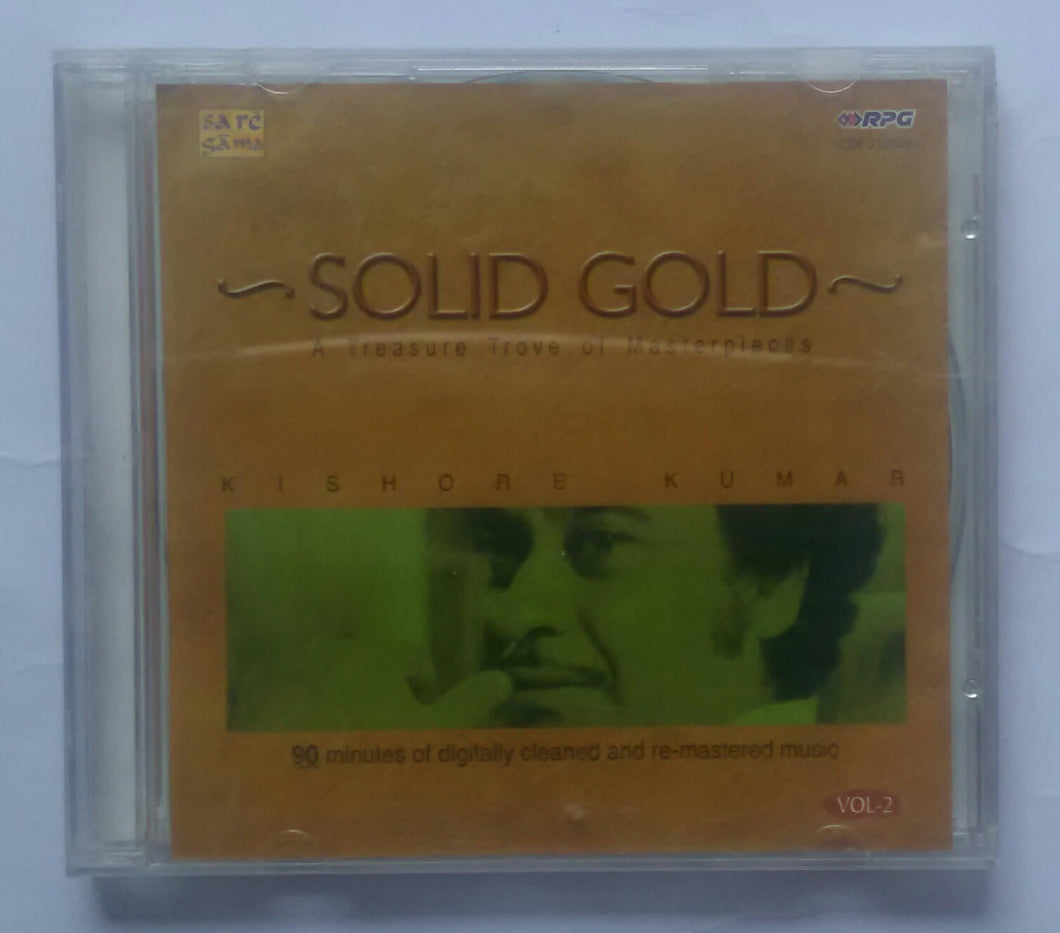 sa re
gā ma
RPG
SOLID GOLD
A Treasure Trove of Masterpieces
KISHORE KUMAR
90 minutes of digitally cleaned and re-mastered music
VOL-2